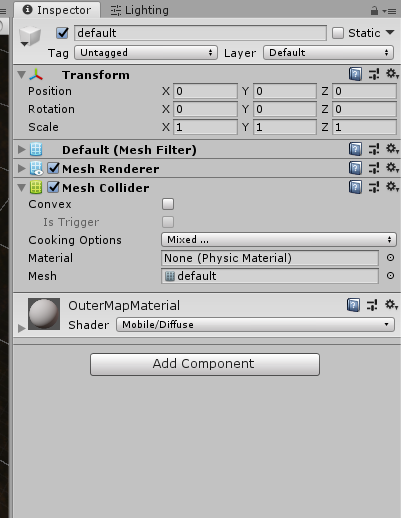 Inspector Lighting
default Static
Tag Untagged Layer Default
Transform
Position X 0 Y 0 Z 0
Rotation X 0 Y 0 Z 0
Scale X 1 Y 1 Z 1
Default (Mesh Filter)
Mesh Renderer
Mesh Collider
Convex
Is Trigger
Cooking Options Mixed ...
Material None (Physic Material)
Mesh default
OuterMapMaterial
Shader Mobile/Diffuse
Add Component